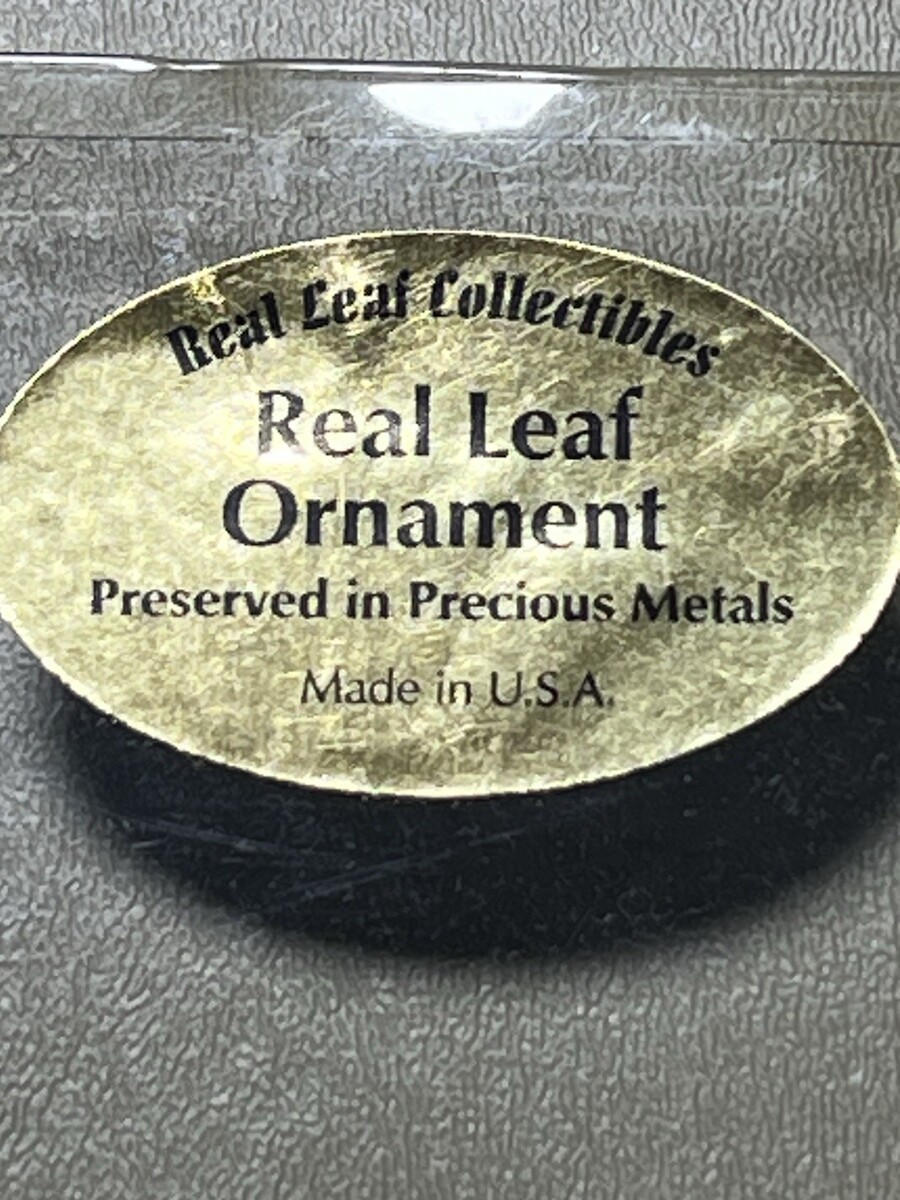 Real Leaf Collectibles
Real Leaf
Ornament
Preserved in Precious Metals
Made in U.S.A.